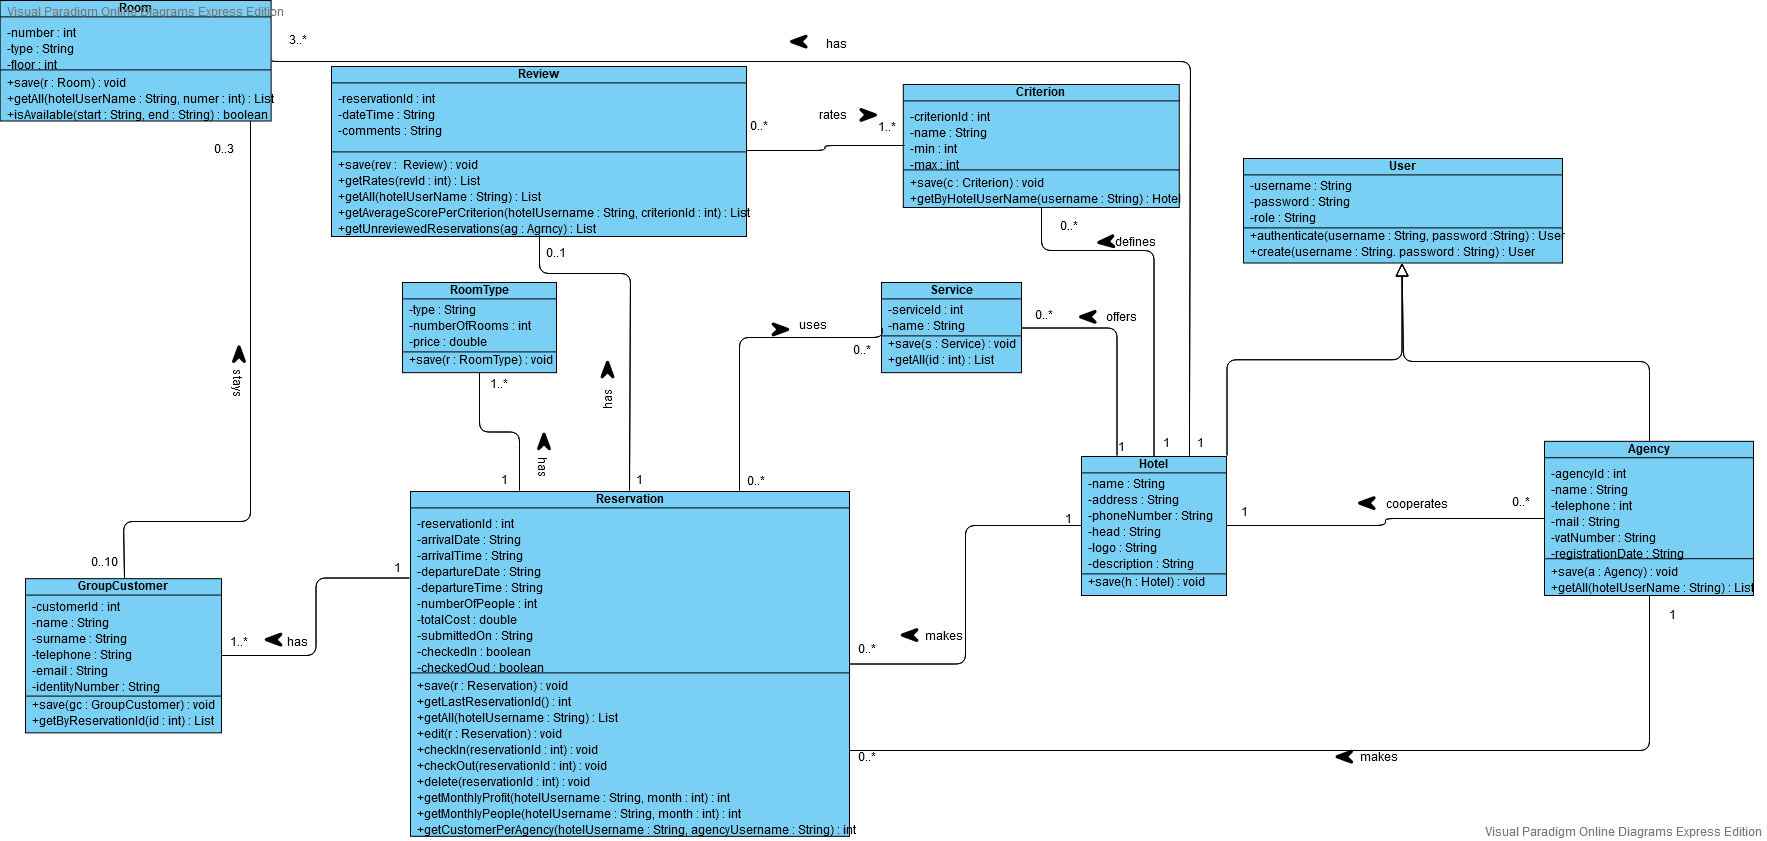 Room
Visual Paradigm Online Diagrams Express Edition
-number : int
-type : String
-floor : int
+save(r : Room) : void
+getAll(hotelUserName : String, numer : int) : List
+isAvailable(start : String, end : String) : boolean
3..*
has
0..3
Review
-reservationId : int
-dateTime : String
-comments : String
+save(rev :  Review) : void
+getRates(revId : int) : List
+getAll(hotelUserName : String) : List
+getAverageScorePerCriterion(hotelUsername : String, criterionId : int) : List
+getUnreviewedReservations(ag : Agrncy) : List
rates
0..*
1..*
Criterion
-criterionId : int
-name : String
-min : int
-max : int
+save(c : Criterion) : void
+getByHotelUserName(username : String) : Hotel
0..*
defines
User
-username : String
-password : String
-role : String
+authenticate(username : String, password :String) : User
+create(username : String. password : String) : User
0..1
RoomType
-type : String
-numberOfRooms : int
-price : double
+save(r : RoomType) : void
1..*
has
1
has
1
uses
0..*
0..*
Service
-serviceId : int
-name : String
+save(s : Service) : void
+getAll(id : int) : List
0..*
offers
1
1
1
stays
0..10
Hotel
-name : String
-address : String
-phoneNumber : String
-head : String
-logo : String
-description : String
+save(h : Hotel) : void
1
1
cooperates
0..*
Agency
-agencyId : int
-name : String
-telephone : int
-mail : String
-vatNumber : String
-registrationDate : String
+save(a : Agency) : void
+getAll(hotelUserName : String) : List
1
GroupCustomer
-customerId : int
-name : String
-surname : String
-telephone : String
-email : String
-identityNumber : String
+save(gc : GroupCustomer) : void
+getByReservationId(id : int) : List
1
1..*
has
Reservation
-reservationId : int
-arrivalDate : String
-arrivalTime : String
-departureDate : String
-departureTime : String
-numberOfPeople : int
-totalCost : double
-submittedOn : String
-checkedIn : boolean
-checkedOud : boolean
+save(r : Reservation) : void
+getLastReservationId() : int
+getAll(hotelUsername : String) : List
+edit(r : Reservation) : void
+checkIn(reservationId : int) : void
+checkOut(reservationId : int) : void
+delete(reservationId : int) : void
+getMonthlyProfit(hotelUsername : String, month : int) : int
+getMonthlyPeople(hotelUsername : String, month : int) : int
+getCustomerPerAgency(hotelUsername : String, agencyUsername : String) : int
makes
0..*
0..*
makes
Visual Paradigm Online Diagrams Express Edition